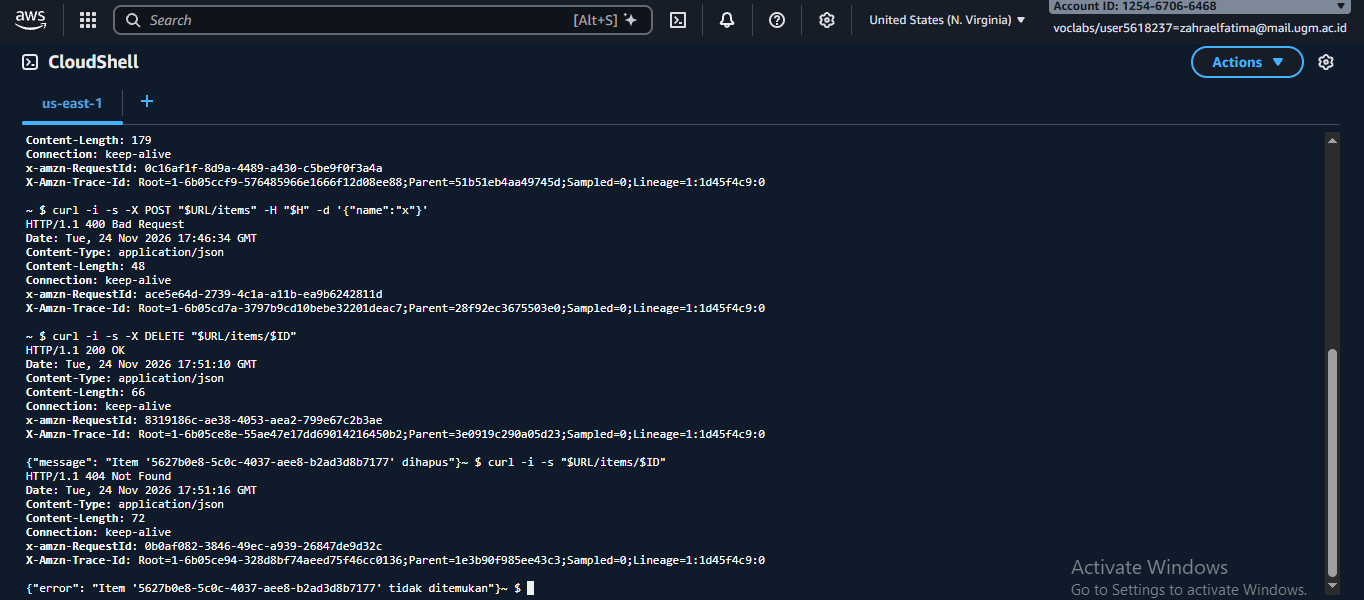 aws
Search
[Alt+S]
United States (N. Virginia) ▼
Account ID: 1254-6706-6468
voclabs/user5618237=zahraelfatima@mail.ugm.ac.id
CloudShell
Actions ▼
us-east-1
+
Content-Length: 179
Connection: keep-alive
x-amzn-RequestId: 0c16af1f-8d9a-4489-a430-c5be9f0f3a4a
X-Amzn-Trace-Id: Root=1-6b05ccf9-576485966e1666f12d08ee88;Parent=51b51eb4aa49745d;Sampled=0;Lineage=1:1d45f4c9:0
~ $ curl -i -s -X POST "$URL/items" -H "$H" -d '{"name":"x"}'
HTTP/1.1 400 Bad Request
Date: Tue, 24 Nov 2026 17:46:34 GMT
Content-Type: application/json
Content-Length: 48
Connection: keep-alive
x-amzn-RequestId: ace5e64d-2739-4c1a-a11b-ea9b6242811d
X-Amzn-Trace-Id: Root=1-6b05cd7a-3797b9cd10bebe32201deac7;Parent=28f92ec3675503e0;Sampled=0;Lineage=1:1d45f4c9:0
~ $ curl -i -s -X DELETE "$URL/items/$ID"
HTTP/1.1 200 OK
Date: Tue, 24 Nov 2026 17:51:10 GMT
Content-Type: application/json
Content-Length: 66
Connection: keep-alive
x-amzn-RequestId: 8319186c-ae38-4053-aea2-799e67c2b3ae
X-Amzn-Trace-Id: Root=1-6b05ce8e-55ae47e17dd69014216450b2;Parent=3e0919c290a05d23;Sampled=0;Lineage=1:1d45f4c9:0
{"message": "Item '5627b0e8-5c0c-4037-aee8-b2ad3d8b7177' dihapus"}~ $ curl -i -s "$URL/items/$ID"
HTTP/1.1 404 Not Found
Date: Tue, 24 Nov 2026 17:51:16 GMT
Content-Type: application/json
Content-Length: 72
Connection: keep-alive
x-amzn-RequestId: 0b0af082-3846-49ec-a939-26847de9d32c
X-Amzn-Trace-Id: Root=1-6b05ce94-328d8bf74aeed75f46cc0136;Parent=1e3b90f985ee43c3;Sampled=0;Lineage=1:1d45f4c9:0
{"error": "Item '5627b0e8-5c0c-4037-aee8-b2ad3d8b7177' tidak ditemukan"}~ $
Activate Windows
Go to Settings to activate Windows.